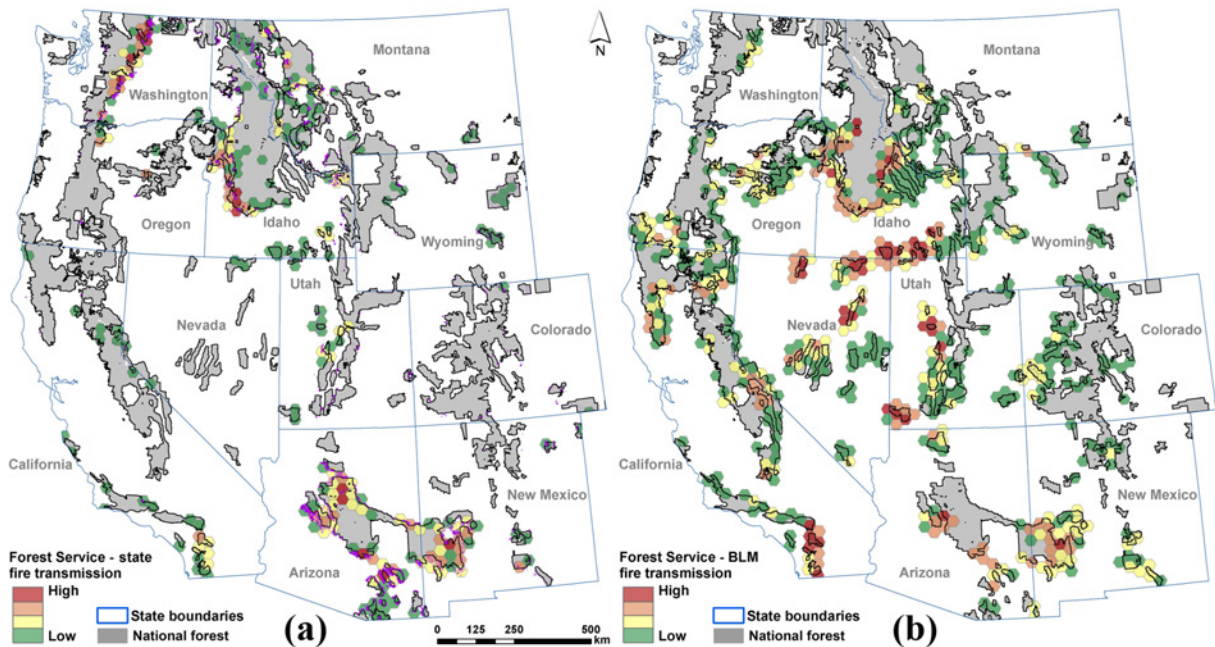 Montana
Washington
Oregon
Idaho
Wyoming
Utah
Nevada
Colorado
California
New Mexico
Arizona
Forest Service - state
fire transmission
High
Low
State boundaries
National forest
(a)
N
0 125 250 500
km
Montana
Washington
Oregon
Idaho
Wyoming
Utah
Nevada
Colorado
California
New Mexico
Arizona
Forest Service - BLM
fire transmission
High
Low
State boundaries
National forest
(b)